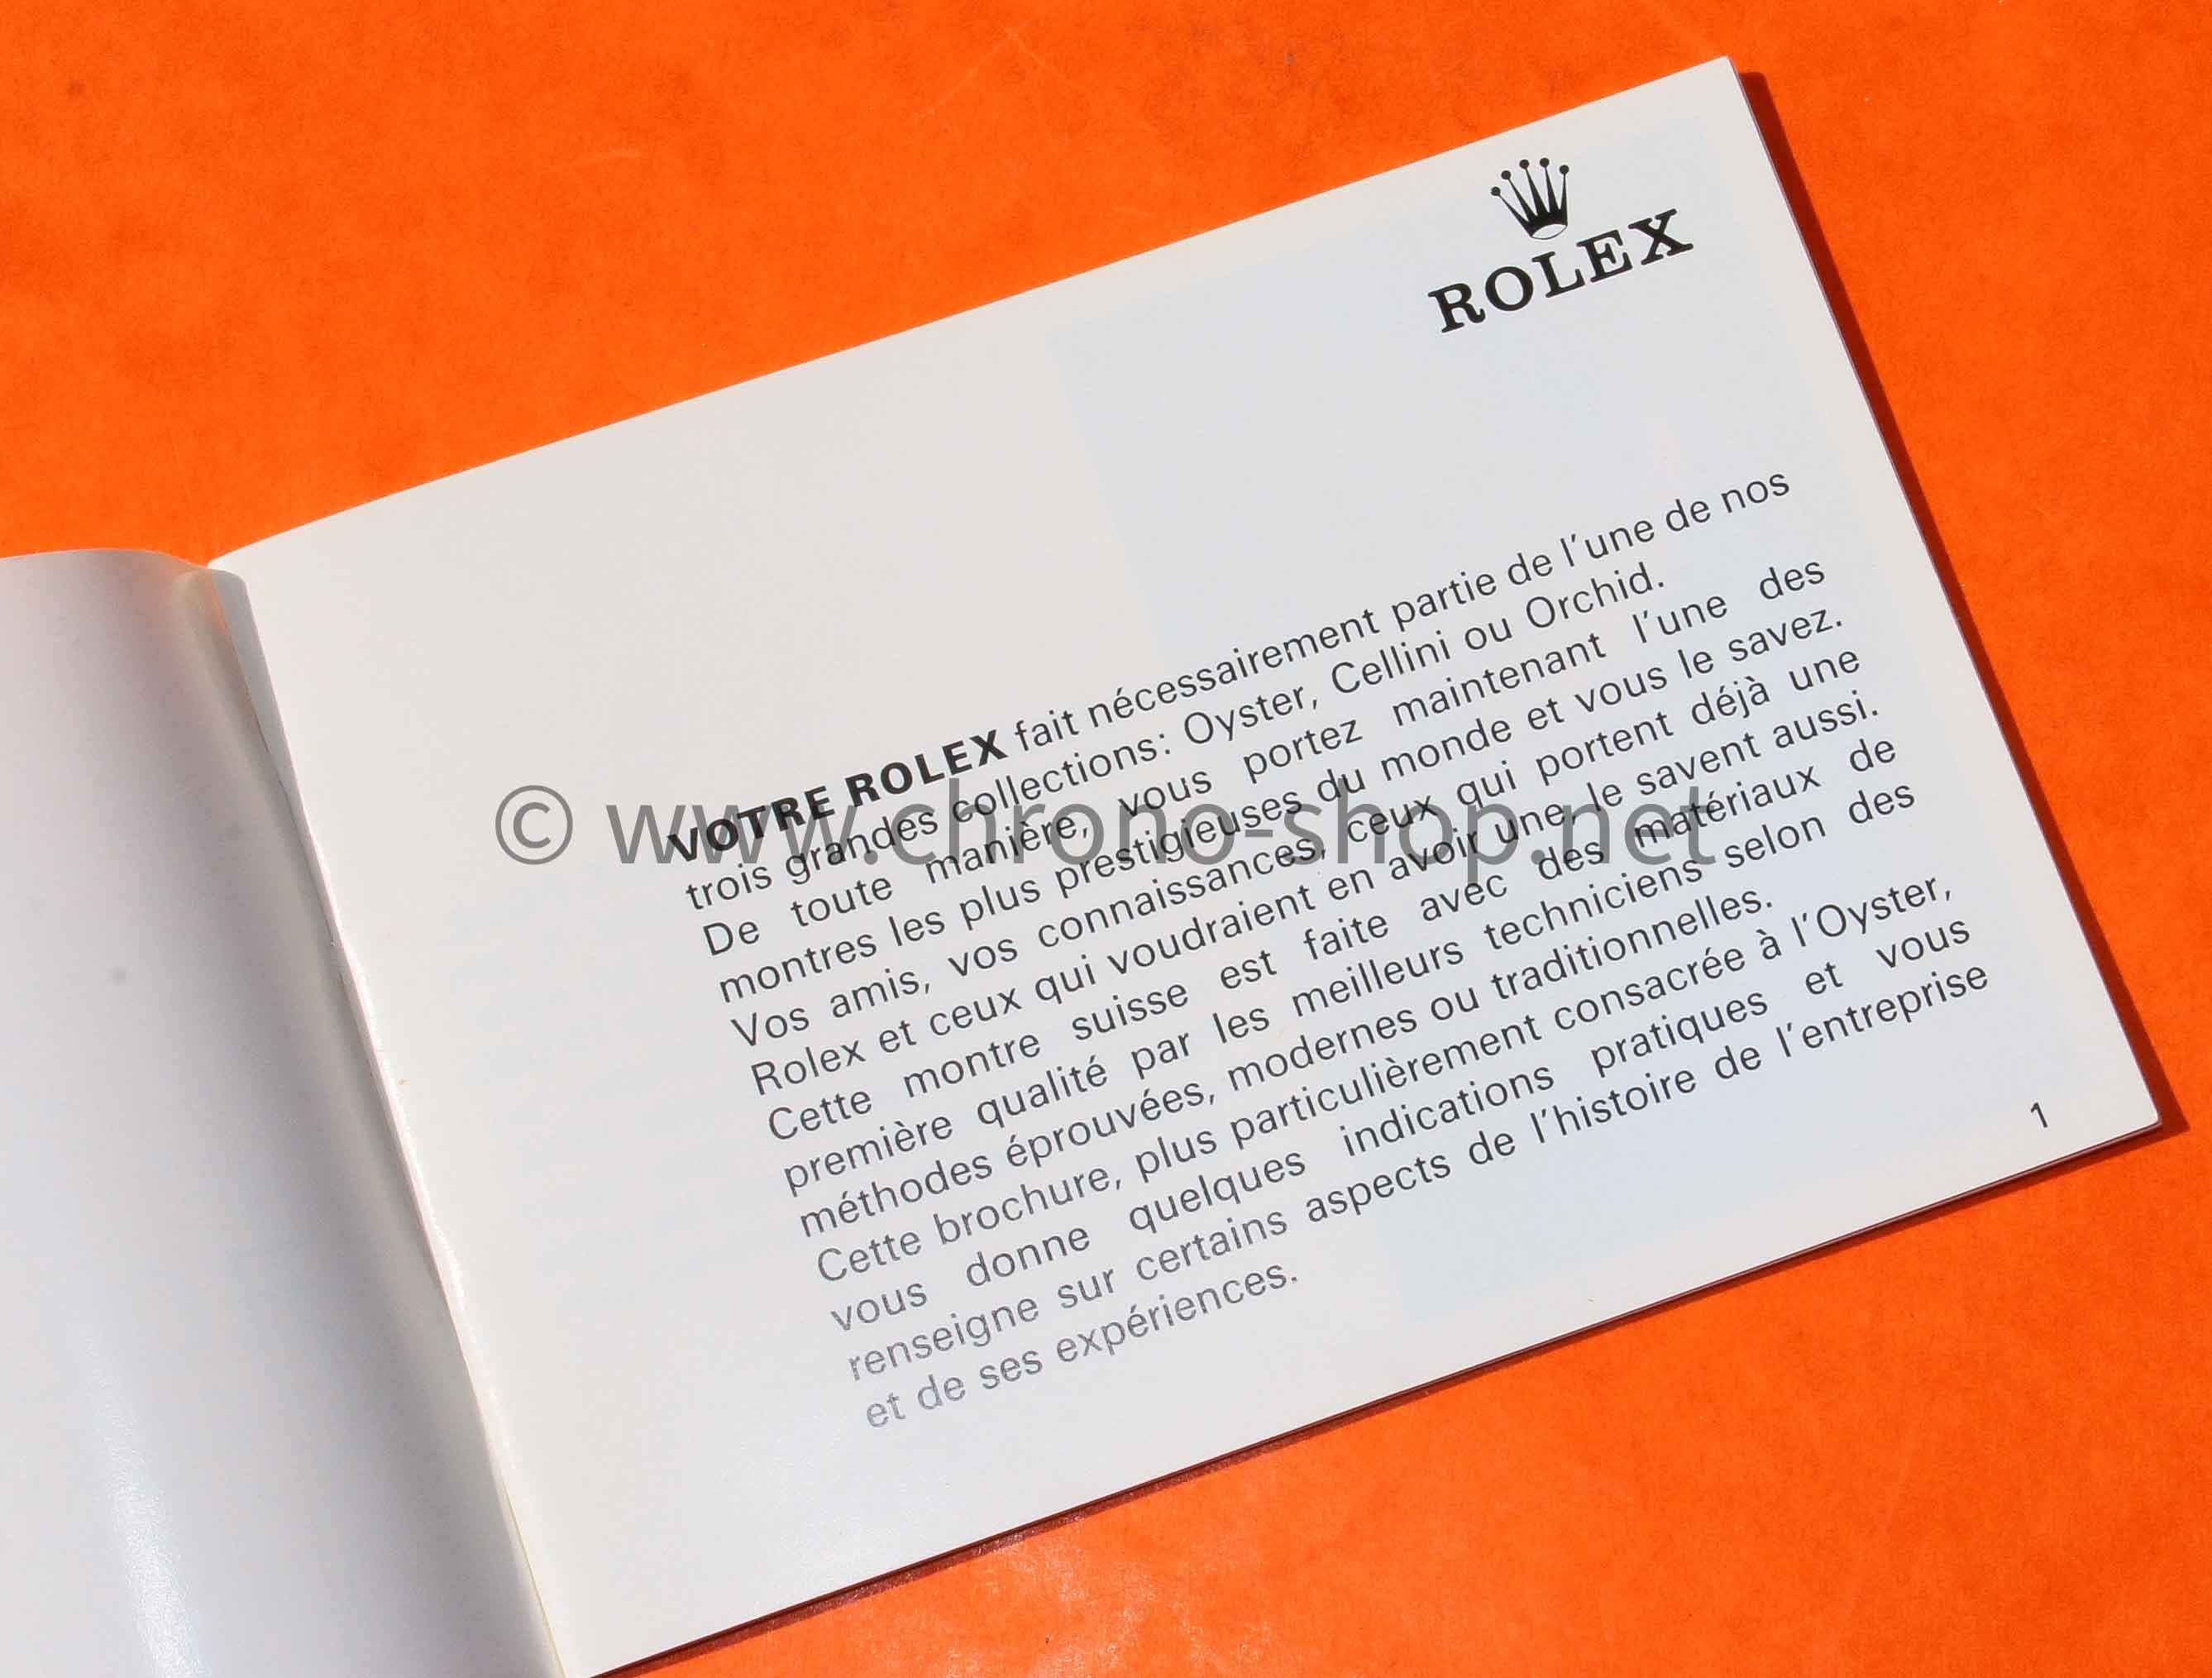 ROLEX
VOTRE ROLEX fait nécessairement partie de l'une de nos
trois grandes collections: Oyster, Cellini ou Orchid.
De toute manière, vous portez maintenant l'une des
montres les plus prestigieuses du monde et vous le savez.
Vos amis, vos connaissances, ceux qui portent déjà une
Rolex et ceux qui voudraient en avoir une le savent aussi.
Cette montre suisse est faite avec des matériaux de
première qualité par les meilleurs techniciens selon des
méthodes éprouvées, modernes ou traditionnelles.
Cette brochure, plus particulièrement consacrée à l'Oyster,
vous donne quelques indications pratiques et vous
renseigne sur certains aspects de l'histoire de l'entreprise
et de ses expériences.
1
© www.chrono-shop.net